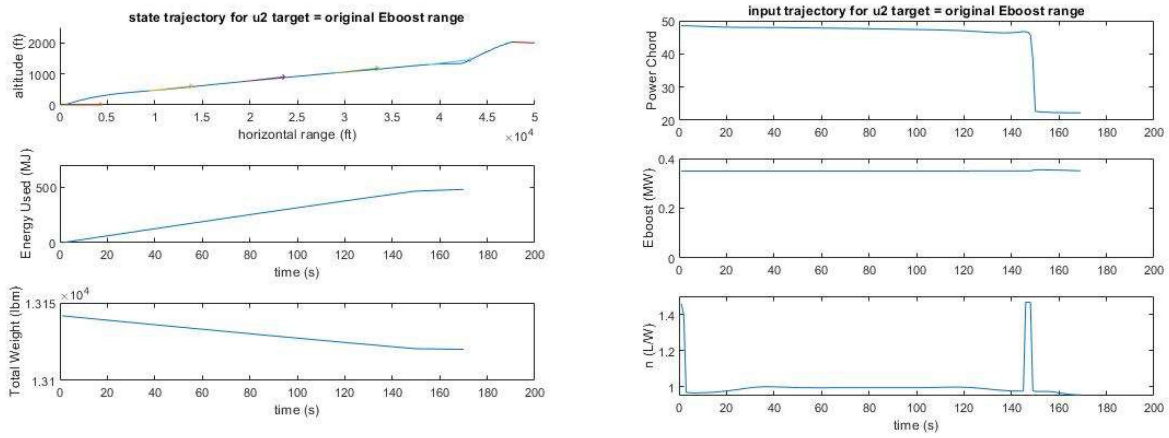 state trajectory for u2 target = original Eboost range
altitude (ft)
2000
1000
0
0 0.5 1 1.5 2 2.5 3 3.5 4 4.5 5
horizontal range (ft)
× 10⁴
Energy Used (MJ)
500
0
0 20 40 60 80 100 120 140 160 180 200
time (s)
× 10⁴
Total Weight (lbm)
1.315
1.31
0 20 40 60 80 100 120 140 160 180 200
time (s)
input trajectory for u2 target = original Eboost range
Power Chord
50
40
30
20
0 20 40 60 80 100 120 140 160 180 200
Eboost (MW)
0.4
0.2
0
0 20 40 60 80 100 120 140 160 180 200
n (L/W)
1.4
1.2
1
0 20 40 60 80 100 120 140 160 180 200
time (s)